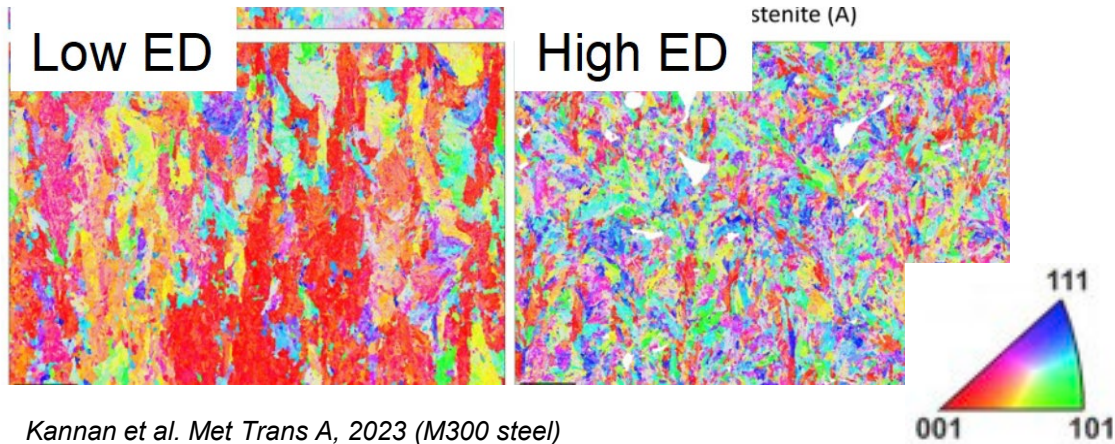 stenite (A)
Low ED
High ED
111
001
101
Kannan et al. Met Trans A, 2023 (M300 steel)